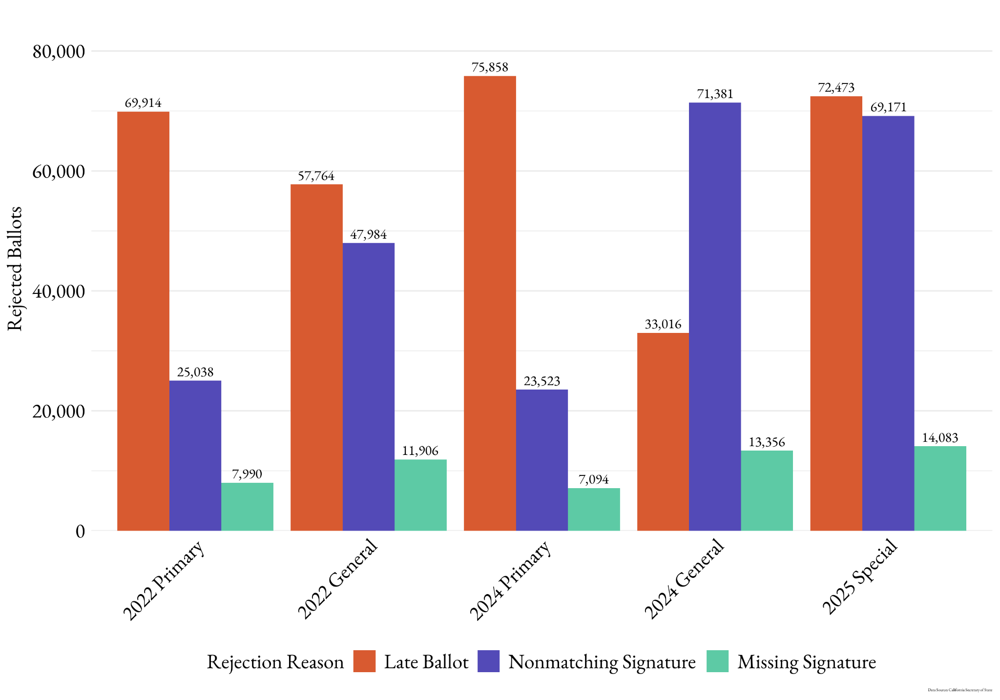 80,000
60,000
40,000
20,000
0
Rejected Ballots
69,914
25,038
7,990
57,764
47,984
11,906
75,858
23,523
7,094
33,016
71,381
13,356
72,473
69,171
14,083
2022 Primary
2022 General
2024 Primary
2024 General
2025 Special
Rejection Reason Late Ballot Nonmatching Signature Missing Signature
Data Source: California Secretary of State